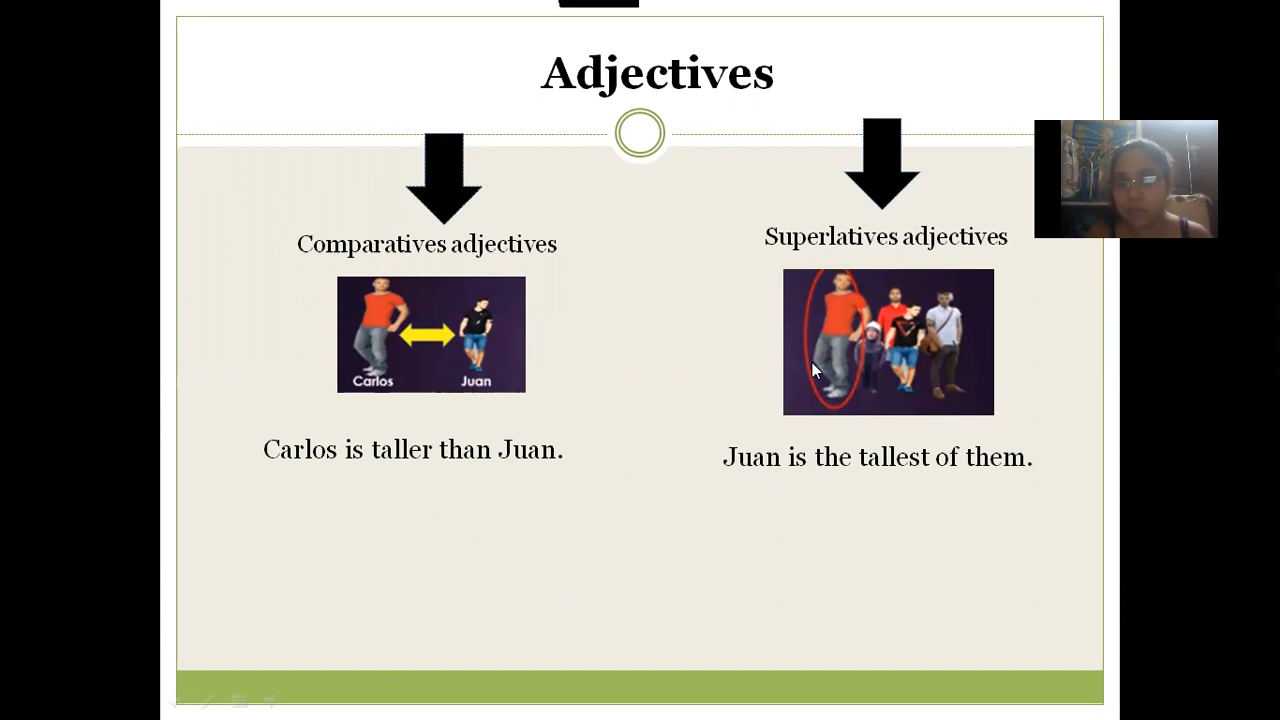 Adjectives
Comparatives adjectives
Carlos
Juan
Carlos is taller than Juan.
Superlatives adjectives
Juan is the tallest of them.